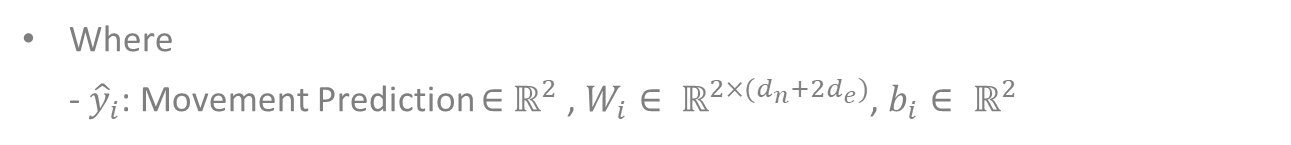 • Where
- ŷᵢ: Movement Prediction ∈ ℝ² , Wᵢ ∈ ℝ^{2×(dₙ+2dₑ)}, bᵢ ∈ ℝ²